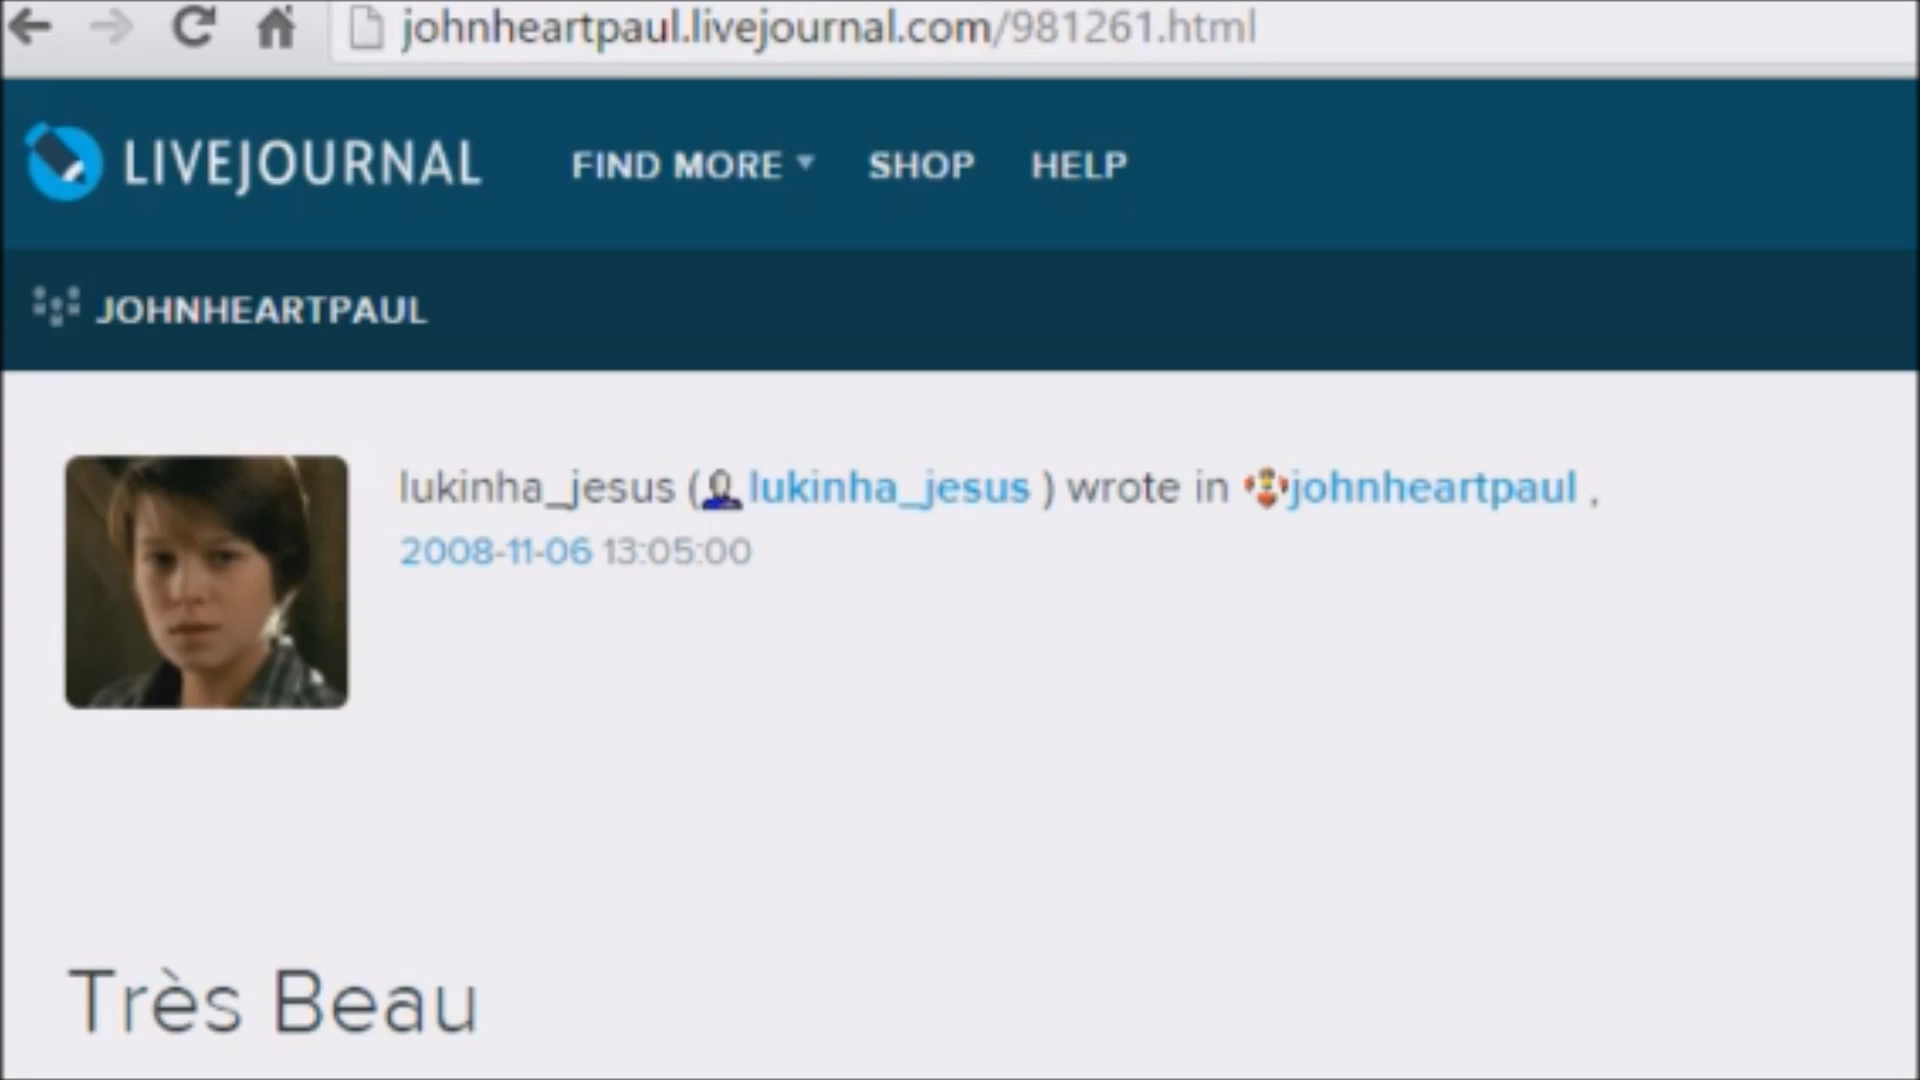 johnheartpaul.livejournal.com/981261.html
LIVEJOURNAL FIND MORE SHOP HELP
JOHNHEARTPAUL
lukinha_jesus (lukinha_jesus ) wrote in johnheartpaul ,
2008-11-06 13:05:00
Très Beau